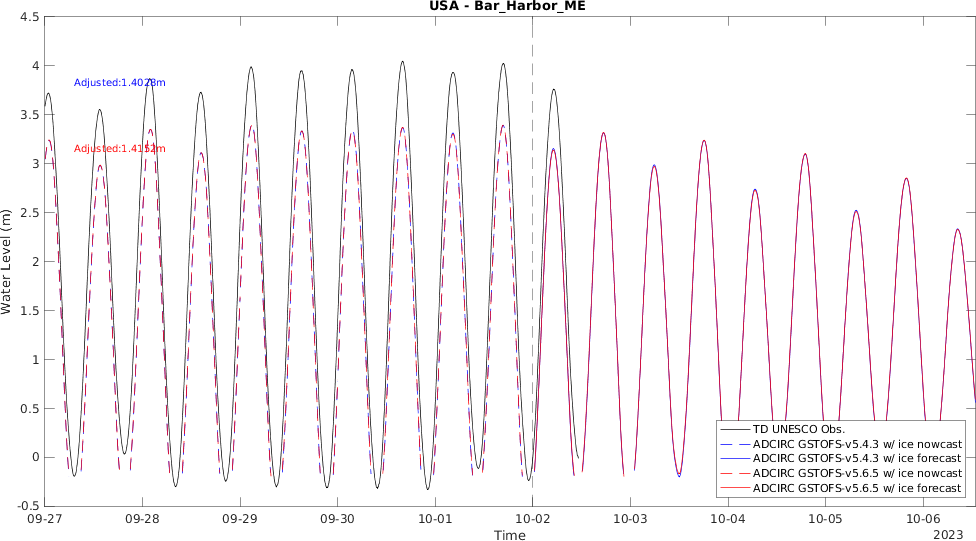 USA - Bar_Harbor_ME
4.5
4
3.5
3
2.5
2
1.5
1
0.5
0
-0.5
Water Level (m)
Adjusted:1.4028m
Adjusted:1.4152m
TD UNESCO Obs.
ADCIRC GSTOFS-v5.4.3 w/ ice nowcast
ADCIRC GSTOFS-v5.4.3 w/ ice forecast
ADCIRC GSTOFS-v5.6.5 w/ ice nowcast
ADCIRC GSTOFS-v5.6.5 w/ ice forecast
09-27 09-28 09-29 09-30 10-01 10-02 10-03 10-04 10-05 10-06
Time
2023